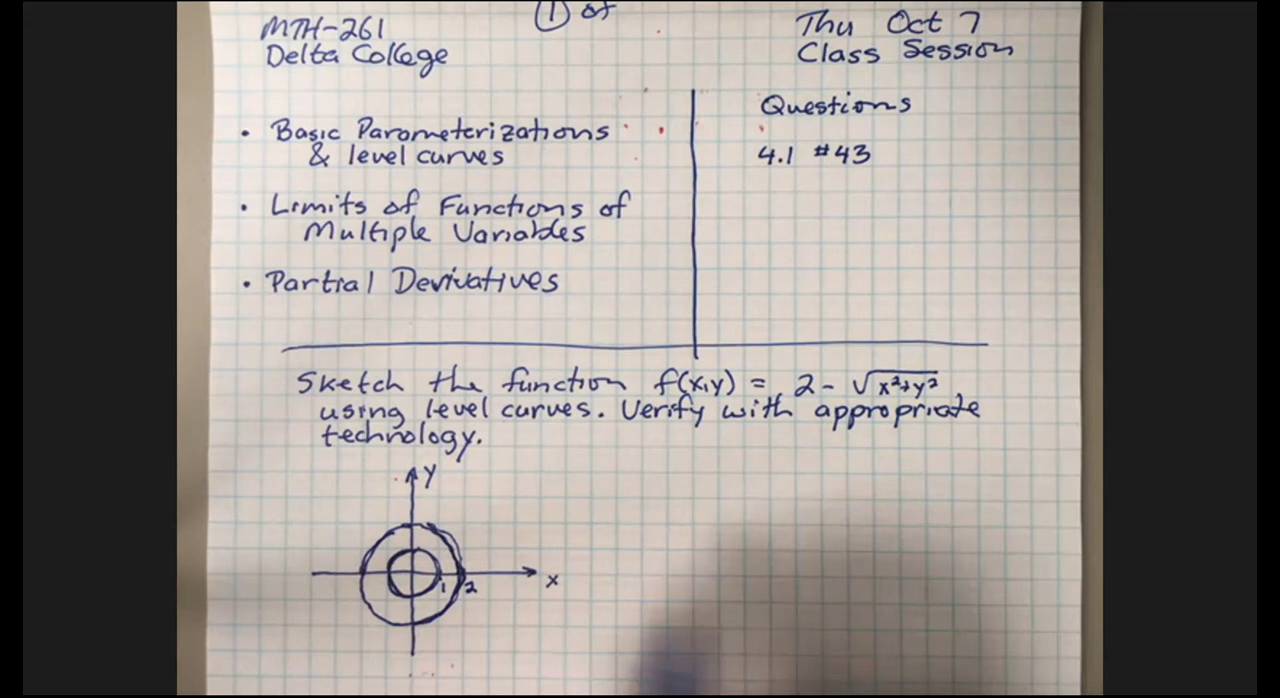 ① of
MTH-261
Delta College
Thu Oct 7
Class Session
• Basic Parameterizations
& level curves
• Limits of Functions of
Multiple Variables
• Partial Derivatives
Questions
4.1 #43
Sketch the function f(x,y) = 2 - √x²+y²
using level curves. Verify with appropriate
technology.
y
1 2 x